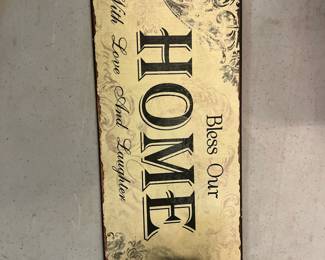 Bless Our
HOME
With Love And Laughter